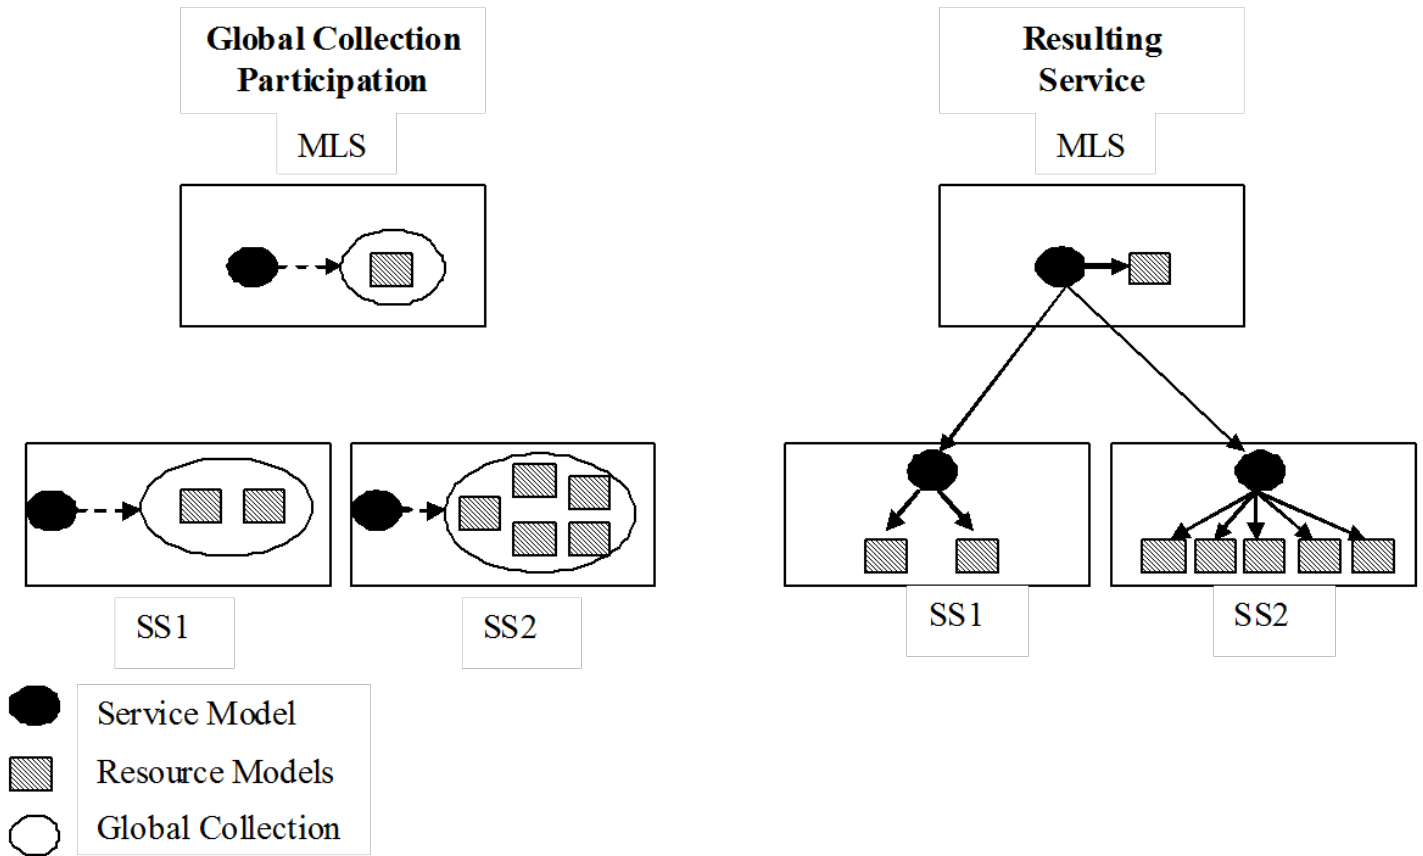 Global Collection
Participation
MLS
SS1
SS2
Resulting
Service
MLS
SS1
SS2
Service Model
Resource Models
Global Collection